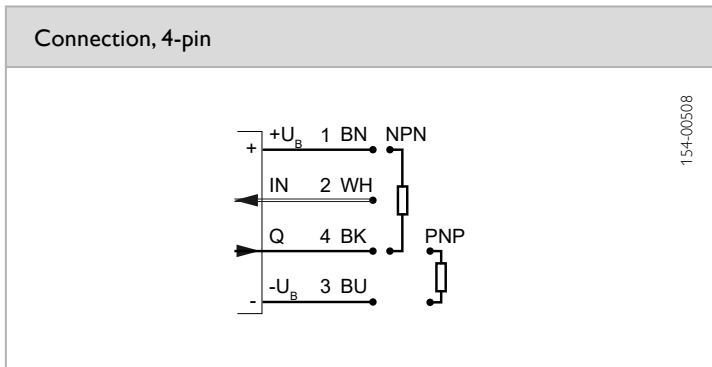 Connection, 4-pin
154-00508
+ +U_B 1 BN NPN
IN 2 WH
Q 4 BK PNP
- -U_B 3 BU